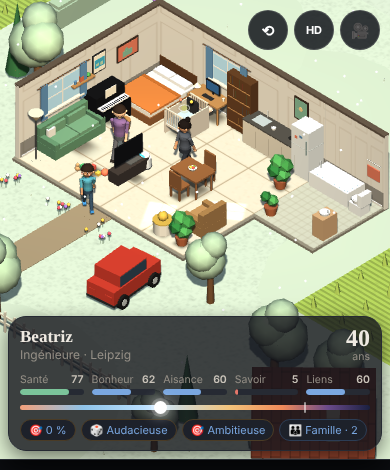 HD
Beatriz 40
Ingénieure · Leipzig ans
Santé 77 Bonheur 62 Aisance 60 Savoir 5 Liens 60
0 % Audacieuse Ambitieuse Famille · 2